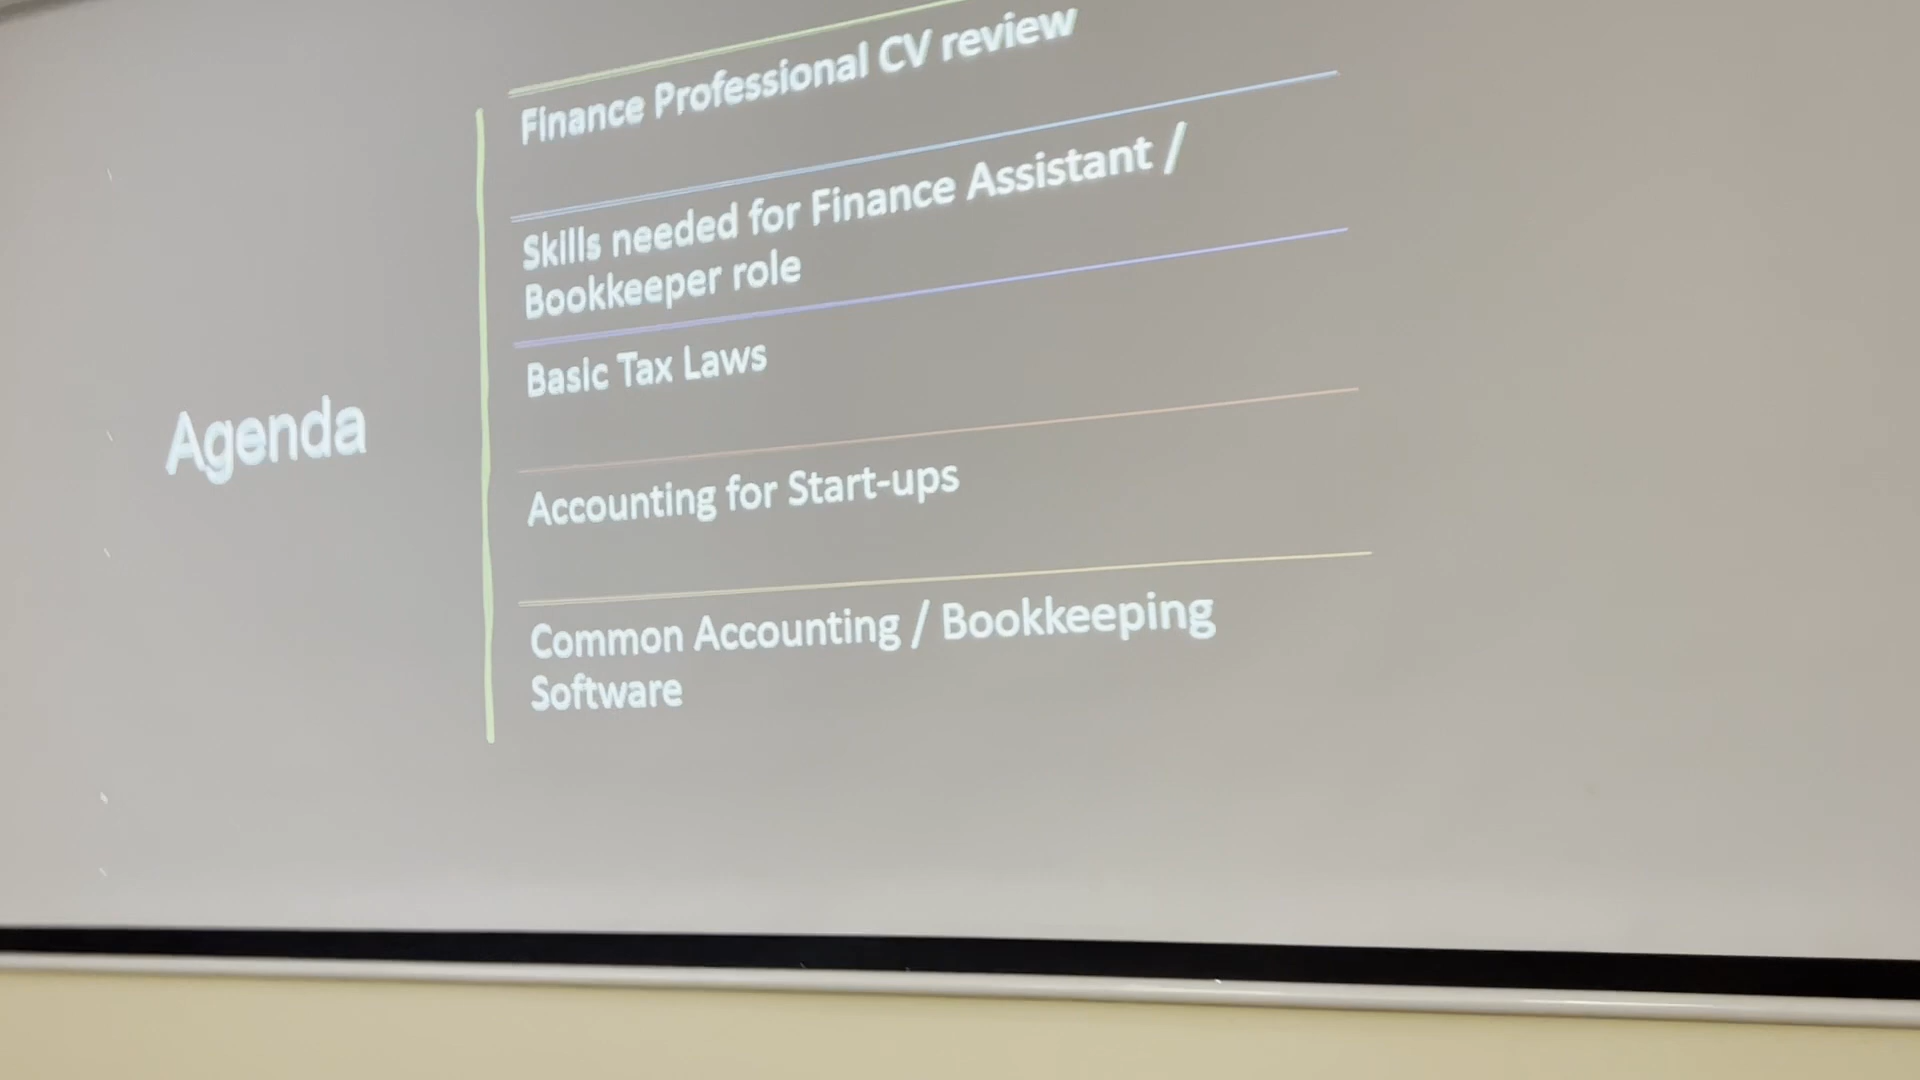 Agenda
Finance Professional CV review
Skills needed for Finance Assistant /
Bookkeeper role
Basic Tax Laws
Accounting for Start-ups
Common Accounting / Bookkeeping
Software